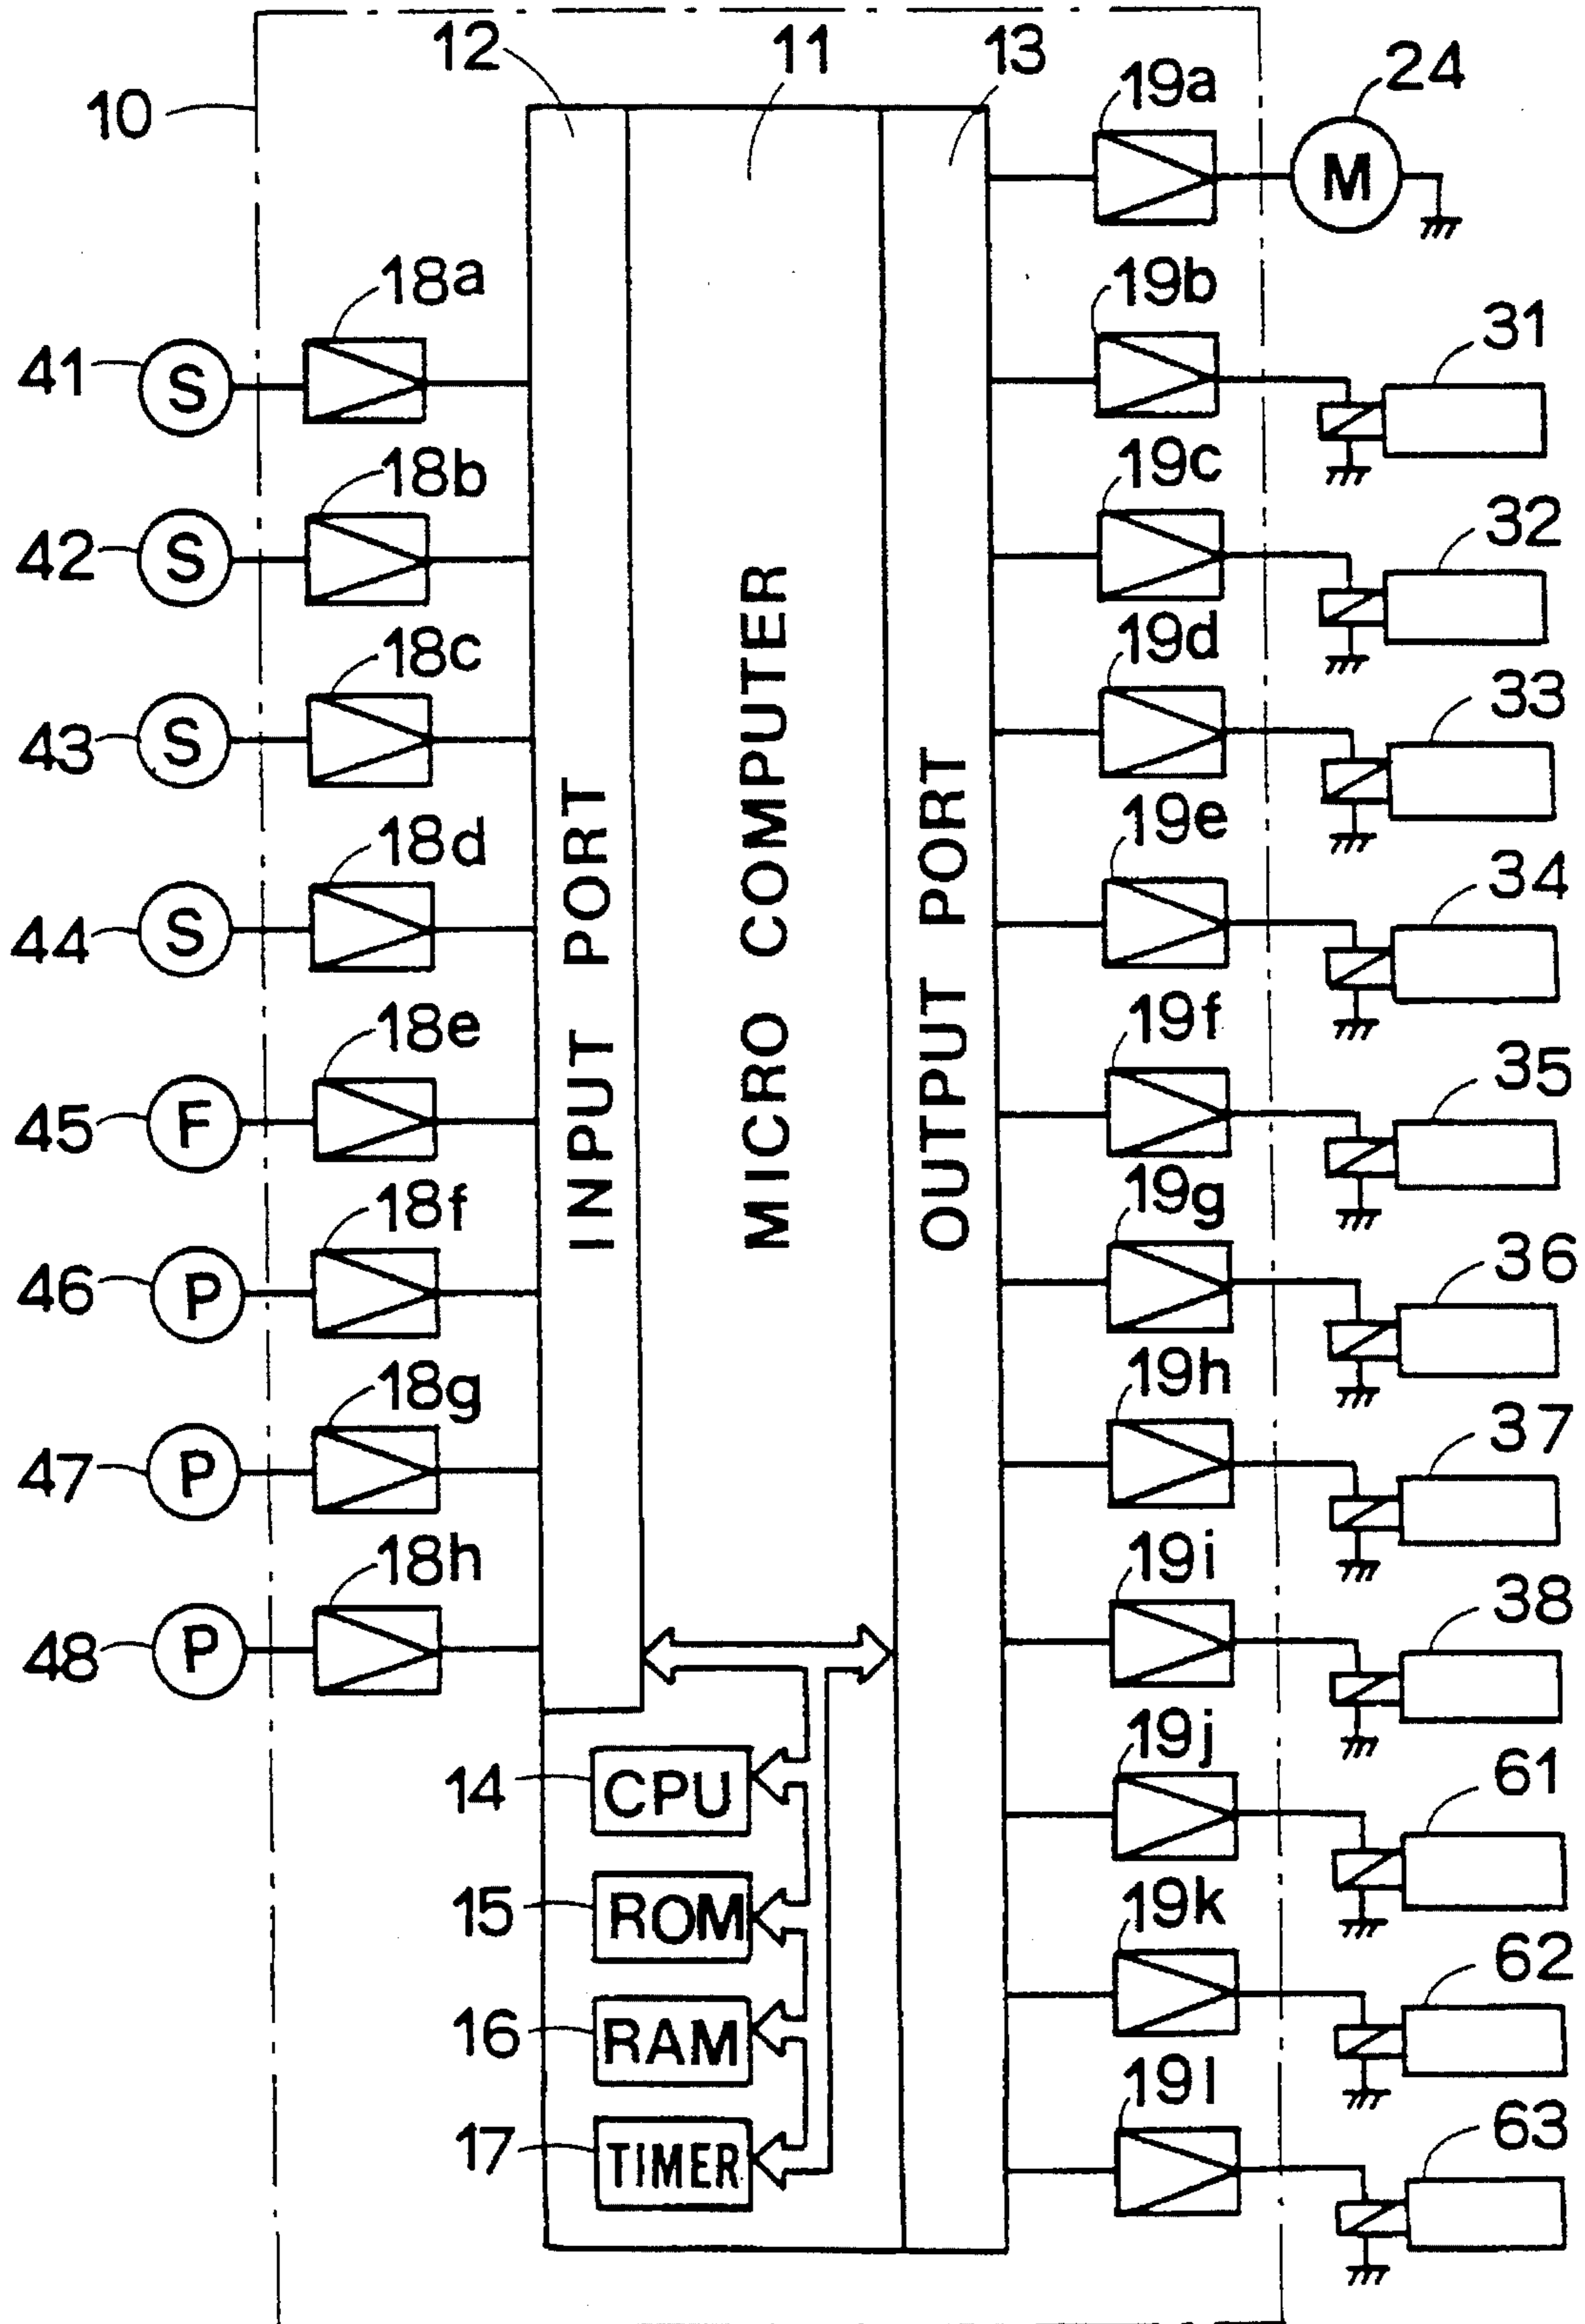 12
11
13
10
19a
24
M
18a
19b
31
41
S
18b
19c
32
42
S
18c
19d
33
43
S
18d
19e
34
44
S
18e
19f
35
45
F
18f
19g
36
46
P
18g
19h
37
47
P
18h
19i
38
48
P
INPUT PORT
MICRO COMPUTER
OUTPUT PORT
14
CPU
19j
61
15
ROM
19k
62
16
RAM
19l
63
17
TIMER